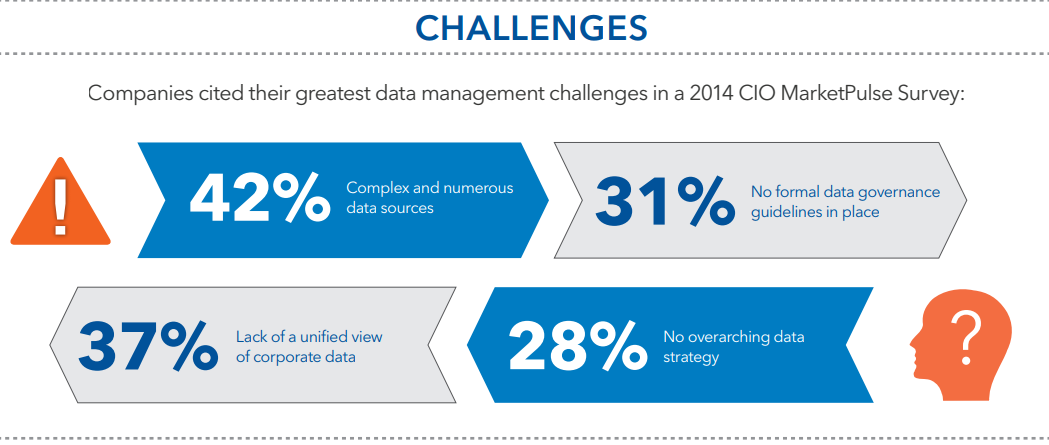 CHALLENGES
Companies cited their greatest data management challenges in a 2014 CIO MarketPulse Survey:
!
42%
Complex and numerous
data sources
31%
No formal data governance
guidelines in place
37%
Lack of a unified view
of corporate data
28%
No overarching data
strategy
?